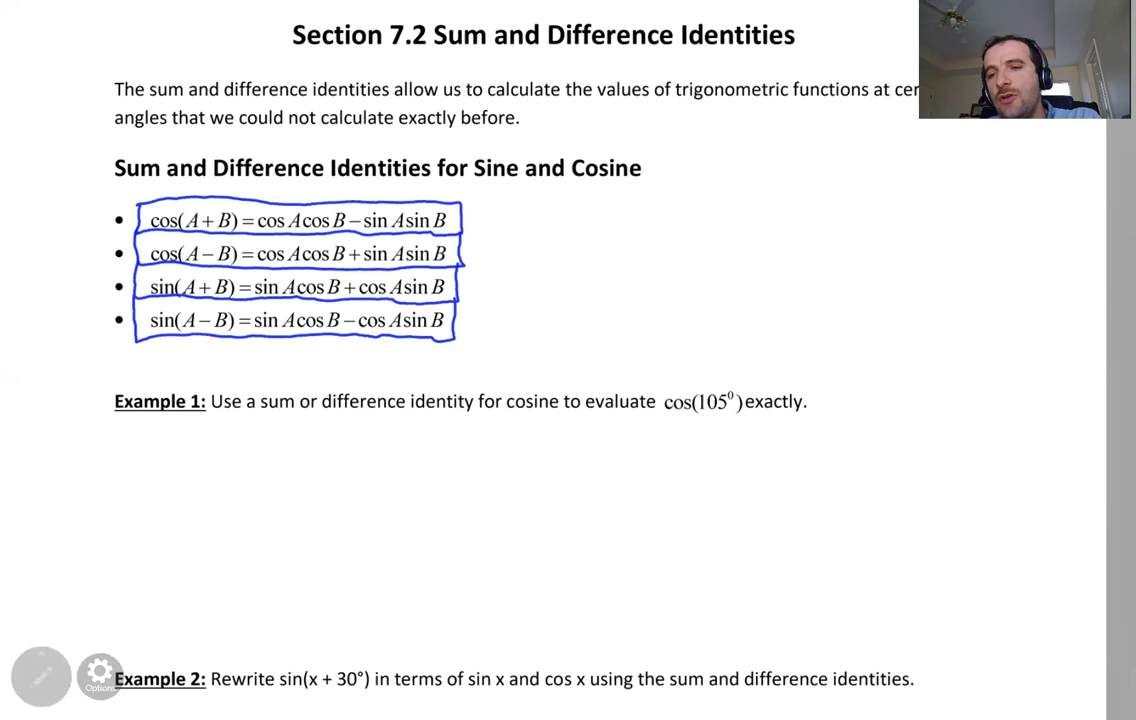 Section 7.2 Sum and Difference Identities
The sum and difference identities allow us to calculate the values of trigonometric functions at
angles that we could not calculate exactly before.
Sum and Difference Identities for Sine and Cosine
• cos(A + B) = cos A cos B − sin A sin B
• cos(A − B) = cos A cos B + sin A sin B
• sin(A + B) = sin A cos B + cos A sin B
• sin(A − B) = sin A cos B − cos A sin B
Example 1: Use a sum or difference identity for cosine to evaluate cos(105⁰) exactly.
Options
Example 2: Rewrite sin(x + 30°) in terms of sin x and cos x using the sum and difference identities.